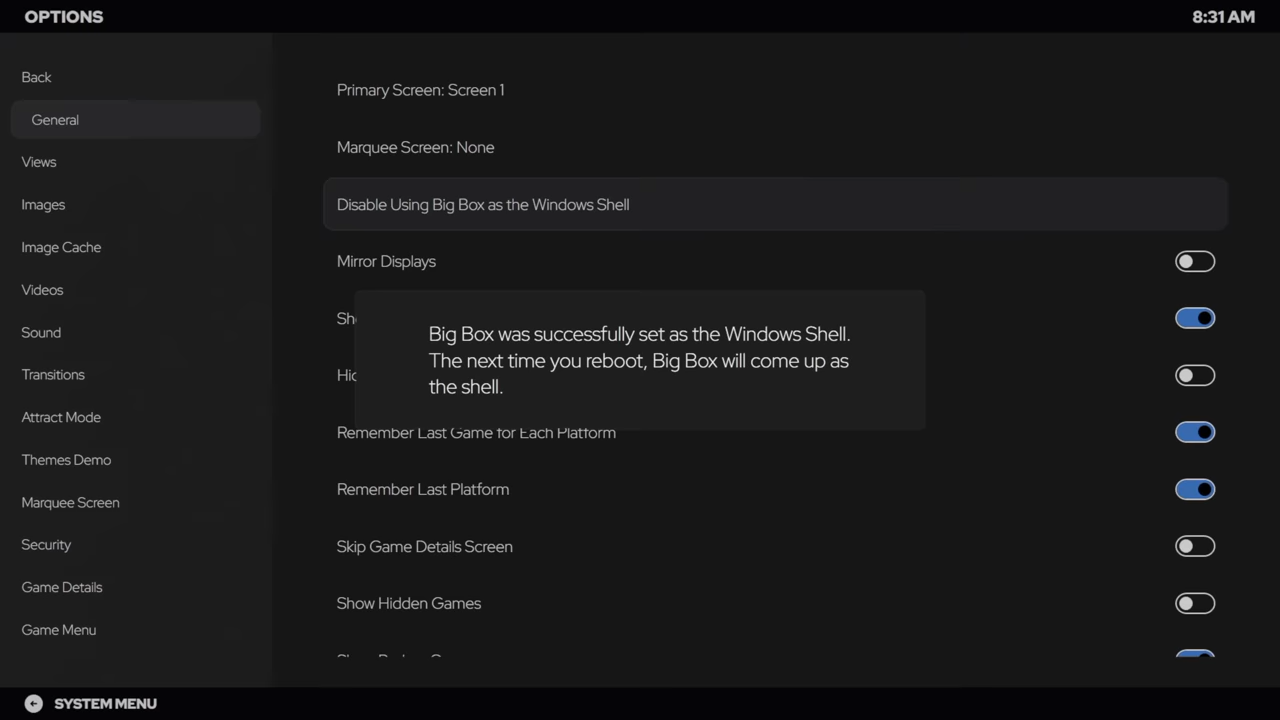 OPTIONS
8:31 AM
Back
General
Views
Images
Image Cache
Videos
Sound
Transitions
Attract Mode
Themes Demo
Marquee Screen
Security
Game Details
Game Menu
Primary Screen: Screen 1
Marquee Screen: None
Disable Using Big Box as the Windows Shell
Mirror Displays
Big Box was successfully set as the Windows Shell.
The next time you reboot, Big Box will come up as
the shell.
Remember Last Game for Each Platform
Remember Last Platform
Skip Game Details Screen
Show Hidden Games
SYSTEM MENU